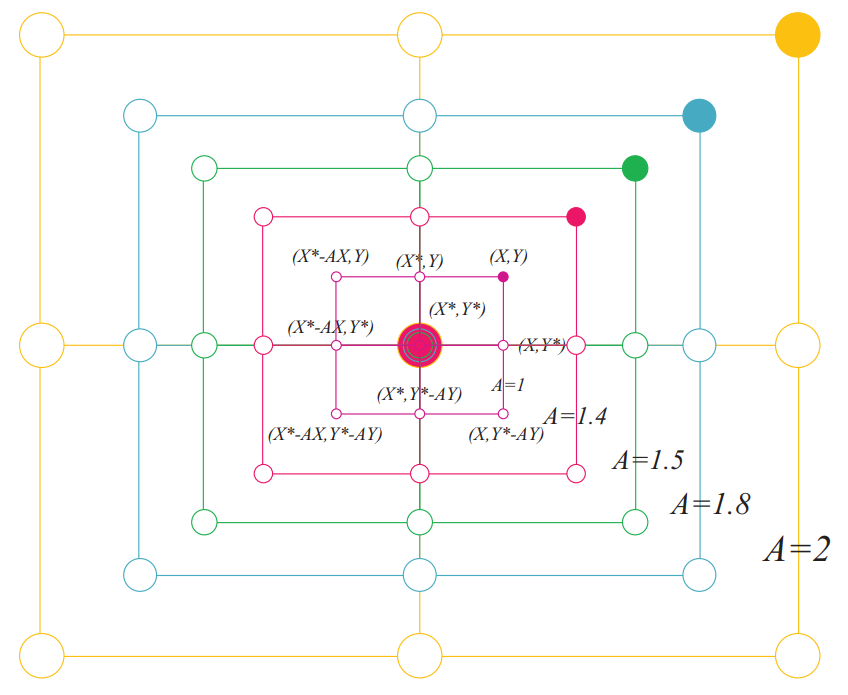 (X*-AX,Y)
(X*,Y)
(X,Y)
(X*,Y*)
(X*-AX,Y*)
(X,Y*)
(X*,Y*-AY)
A=1
(X*-AX,Y*-AY)
(X,Y*-AY)
A=1.4
A=1.5
A=1.8
A=2